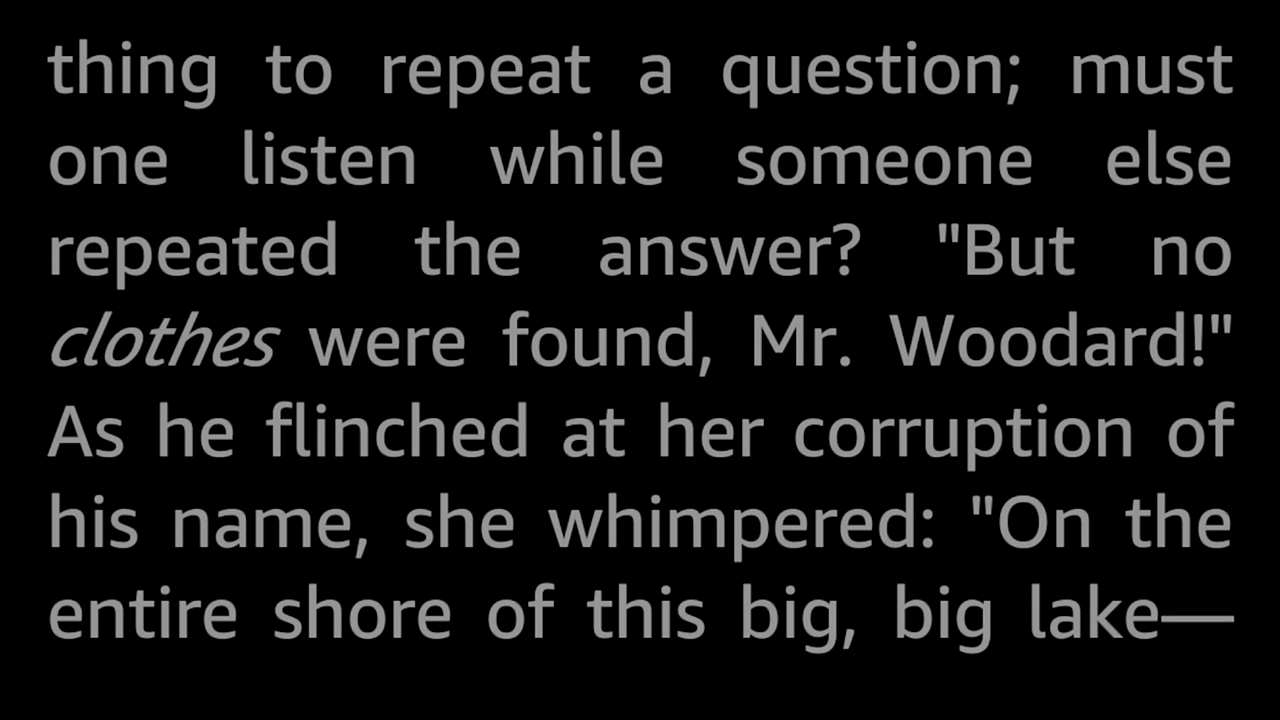 thing to repeat a question; must
one listen while someone else
repeated the answer? "But no
clothes were found, Mr. Woodard!"
As he flinched at her corruption of
his name, she whimpered: "On the
entire shore of this big, big lake—